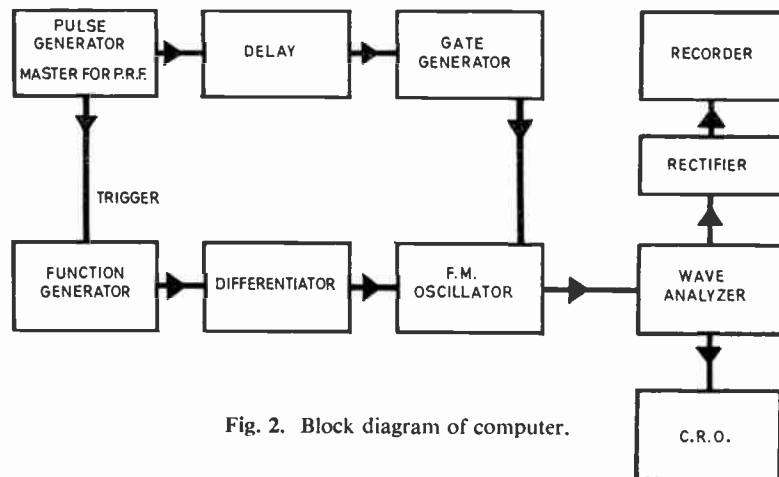 PULSE
GENERATOR
MASTER FOR P.R.F.
DELAY
GATE
GENERATOR
RECORDER
RECTIFIER
TRIGGER
FUNCTION
GENERATOR
DIFFERENTIATOR
F.M.
OSCILLATOR
WAVE
ANALYZER
C.R.O.
Fig. 2. Block diagram of computer.